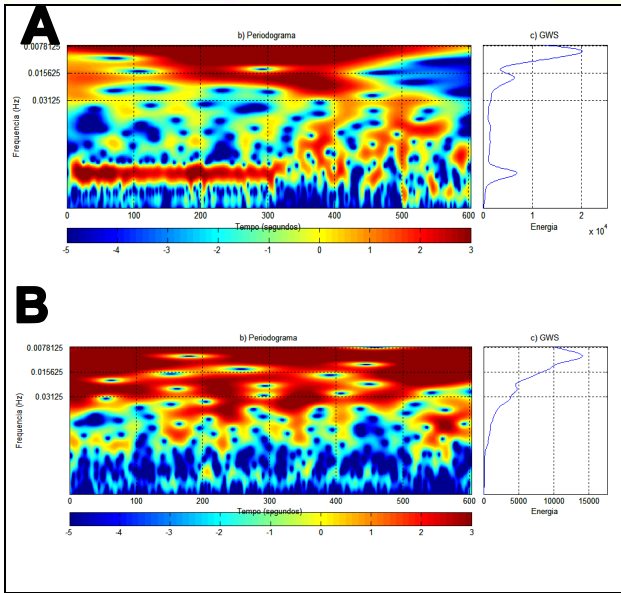 A
b) Periodograma
c) GWS
0.0078125
0.015625
0.03125
Frequencia (Hz)
0 100 200 300 400 500 600
Tempo (segundos)
0 1 2
Energia
x 10^4
-5 -4 -3 -2 -1 0 1 2 3
B
b) Periodograma
c) GWS
0.0078125
0.015625
0.03125
Frequencia (Hz)
0 100 200 300 400 500 600
Tempo (segundos)
0 5000 10000 15000
Energia
-5 -4 -3 -2 -1 0 1 2 3